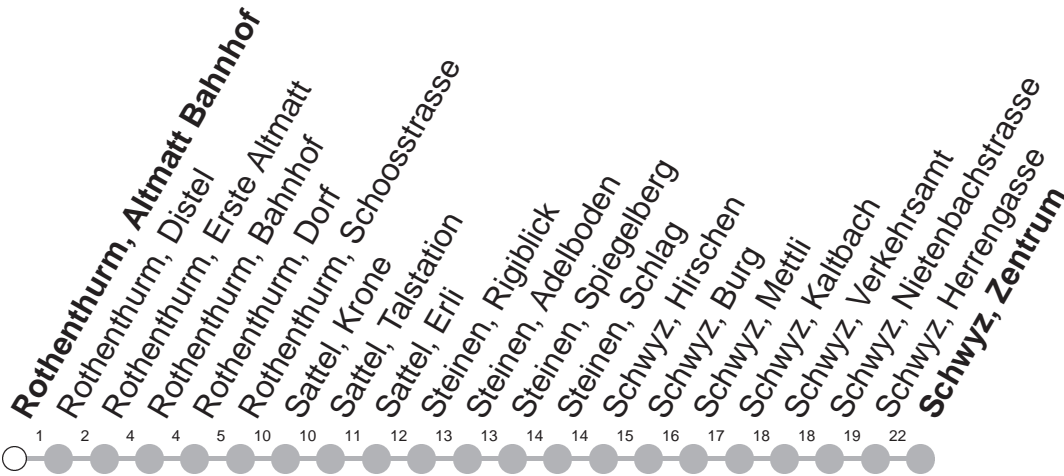 Rothenthurm, Altmatt Bahnhof
Rothenthurm, Distel
Rothenthurm, Erste Altmatt
Rothenthurm, Bahnhof
Rothenthurm, Dorf
Rothenthurm, Schoosstrasse
Sattel, Krone
Sattel, Talstation
Sattel, Erli
Steinen, Rigiblick
Steinen, Adelboden
Steinen, Spiegelberg
Steinen, Schlag
Schwyz, Hirschen
Schwyz, Burg
Schwyz, Mettli
Schwyz, Kaltbach
Schwyz, Verkehrsamt
Schwyz, Nietenbachstrasse
Schwyz, Herrengasse
Schwyz, Zentrum
1 2 4 4 5 10 10 11 12 13 13 14 14 15 16 17 18 18 19 22